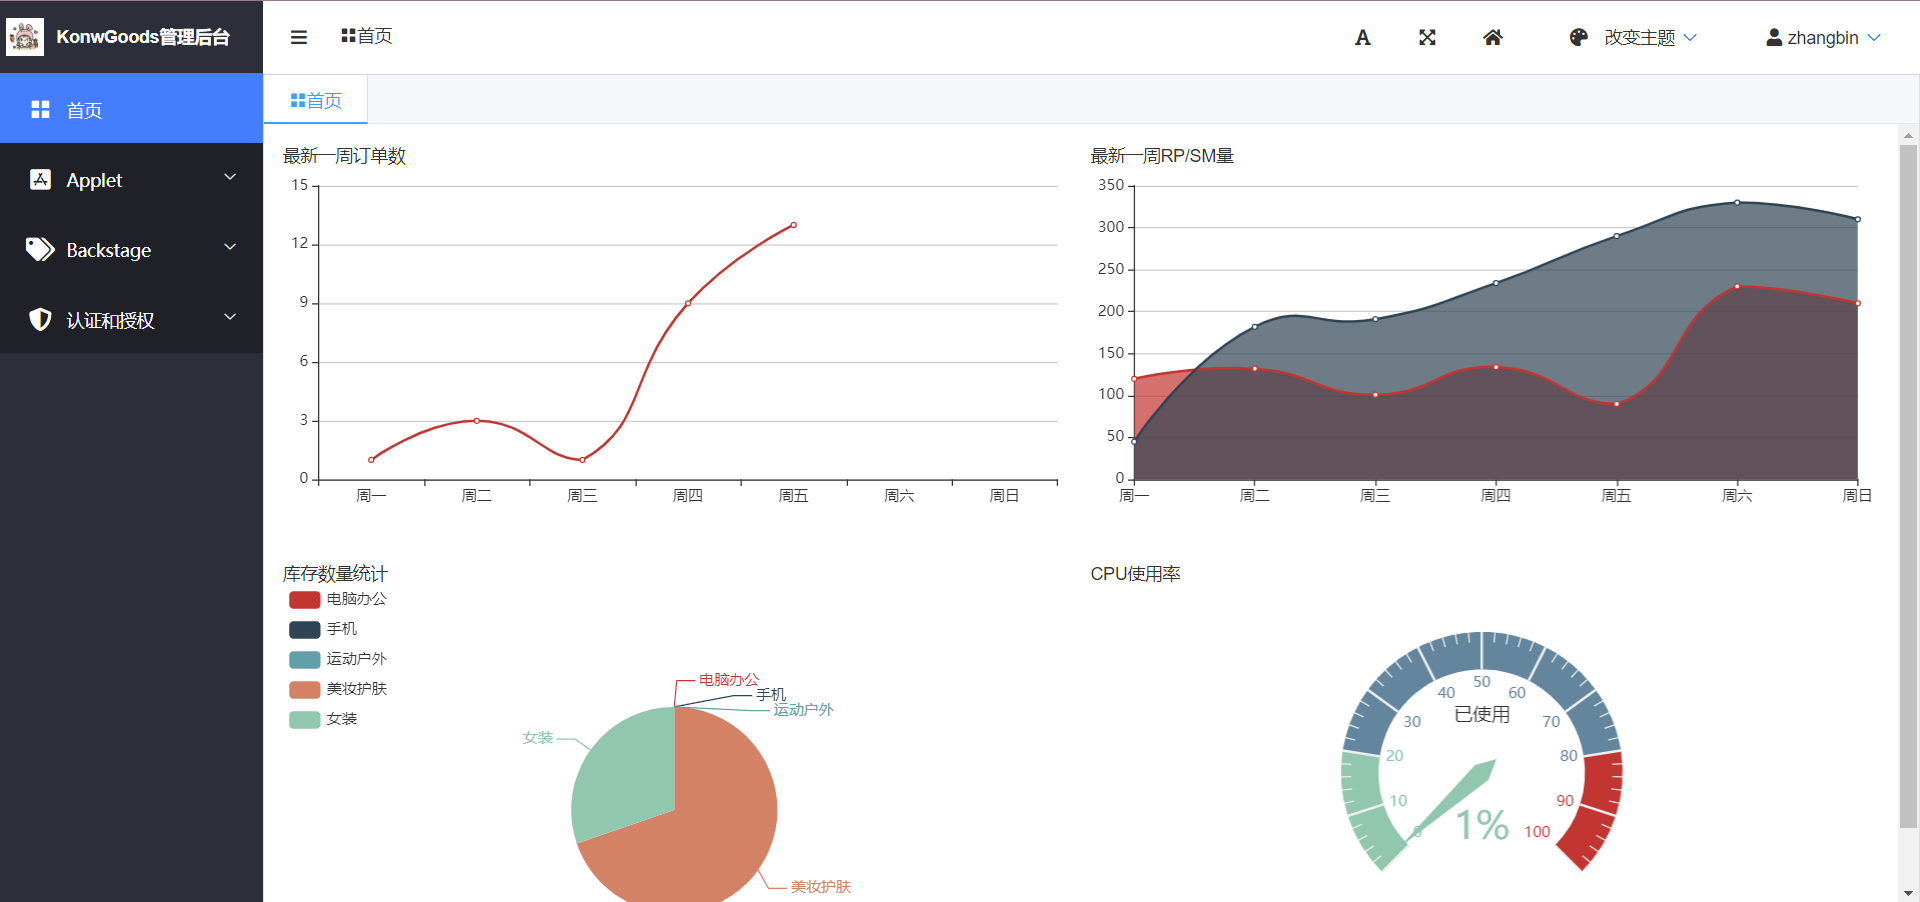 KonwGoods管理后台
首页
改变主题
zhangbin
首页
Applet
Backstage
认证和授权
首页
最新一周订单数
15
12
9
6
3
0
周一 周二 周三 周四 周五 周六 周日
最新一周RP/SM量
350
300
250
200
150
100
50
0
周一 周二 周三 周四 周五 周六 周日
库存数量统计
电脑办公
手机
运动户外
美妆护肤
女装
电脑办公
手机
运动户外
女装
美妆护肤
CPU使用率
0
10
20
30
40
50
60
70
80
90
100
已使用
1%